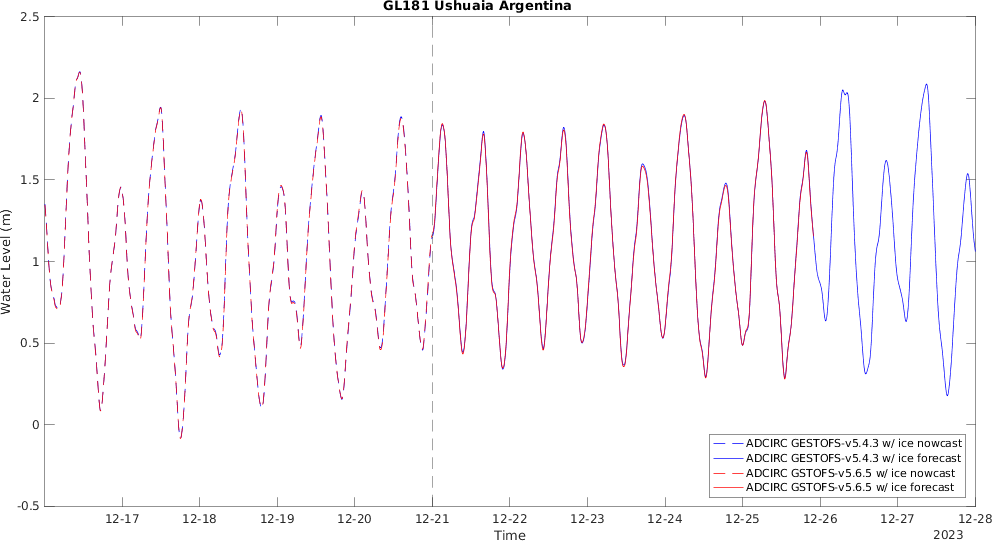 GL181 Ushuaia Argentina
2.5
2
1.5
1
0.5
0
-0.5
Water Level (m)
12-17 12-18 12-19 12-20 12-21 12-22 12-23 12-24 12-25 12-26 12-27 12-28
Time
2023
ADCIRC GESTOFS-v5.4.3 w/ ice nowcast
ADCIRC GESTOFS-v5.4.3 w/ ice forecast
ADCIRC GSTOFS-v5.6.5 w/ ice nowcast
ADCIRC GSTOFS-v5.6.5 w/ ice forecast